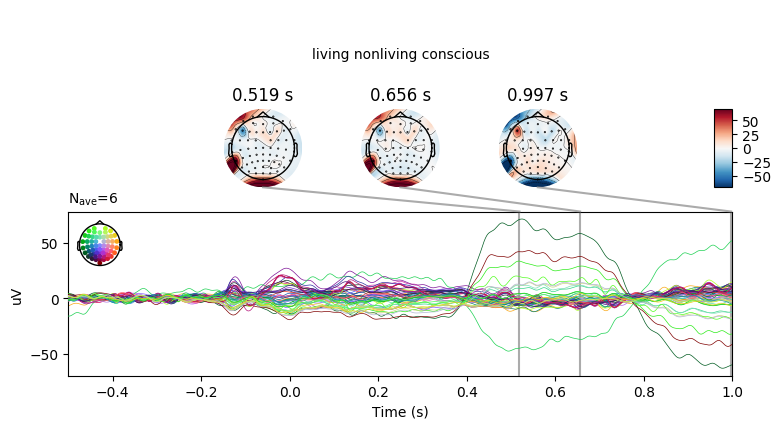 living nonliving conscious
0.519 s 0.656 s 0.997 s
50
25
0
−25
−50
Nave=6
50
0
−50
uV
−0.4 −0.2 0.0 0.2 0.4 0.6 0.8 1.0
Time (s)